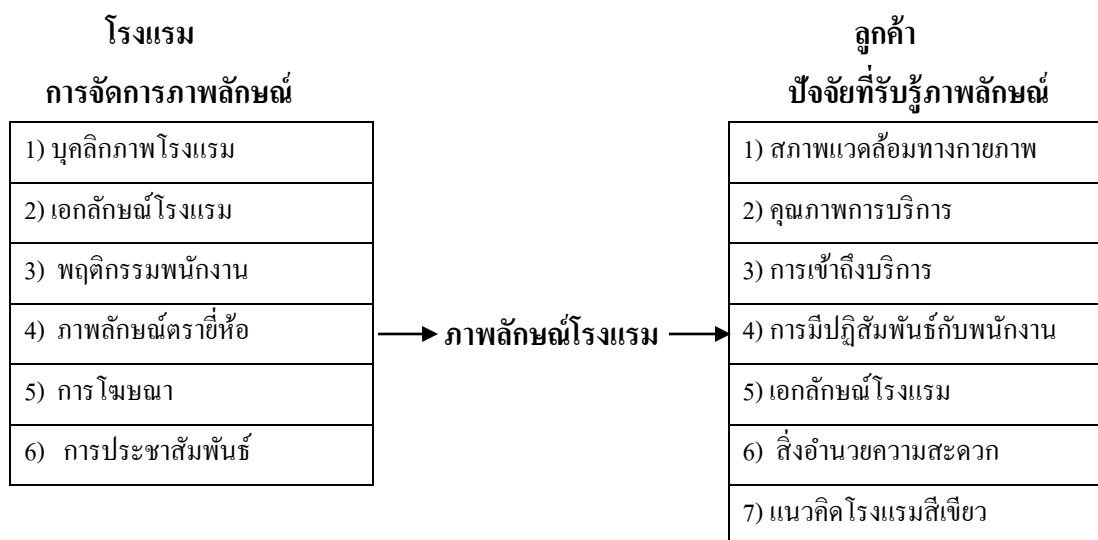 โรงแรม
การจัดการภาพลักษณ์
1) บุคลิกภาพโรงแรม
2) เอกลักษณ์โรงแรม
3) พฤติกรรมพนักงาน
4) ภาพลักษณ์ตรายี่ห้อ
5) การโฆษณา
6) การประชาสัมพันธ์
ภาพลักษณ์โรงแรม
ลูกค้า
ปัจจัยที่รับรู้ภาพลักษณ์
1) สภาพแวดล้อมทางกายภาพ
2) คุณภาพการบริการ
3) การเข้าถึงบริการ
4) การมีปฏิสัมพันธ์กับพนักงาน
5) เอกลักษณ์โรงแรม
6) สิ่งอำนวยความสะดวก
7) แนวคิดโรงแรมสีเขียว